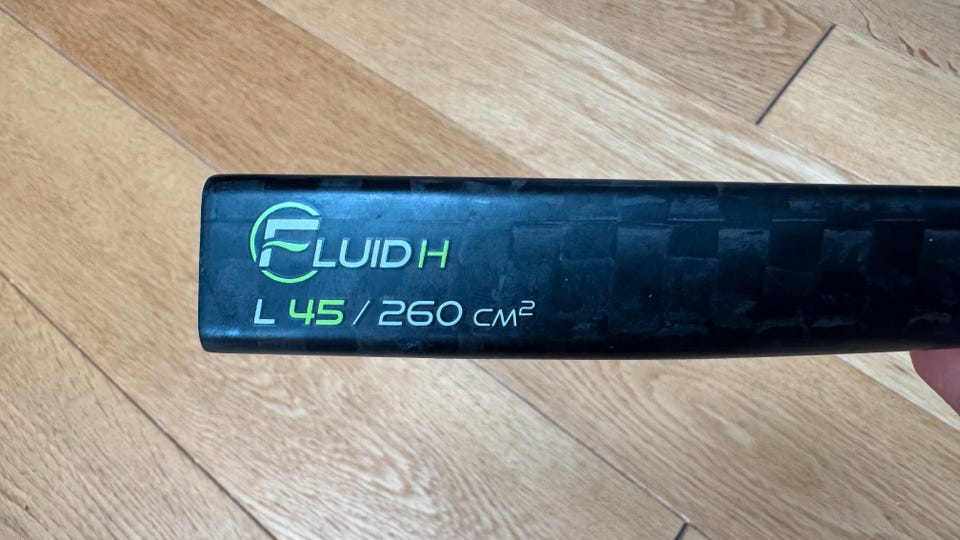 FLUID H
L 45 / 260 CM²